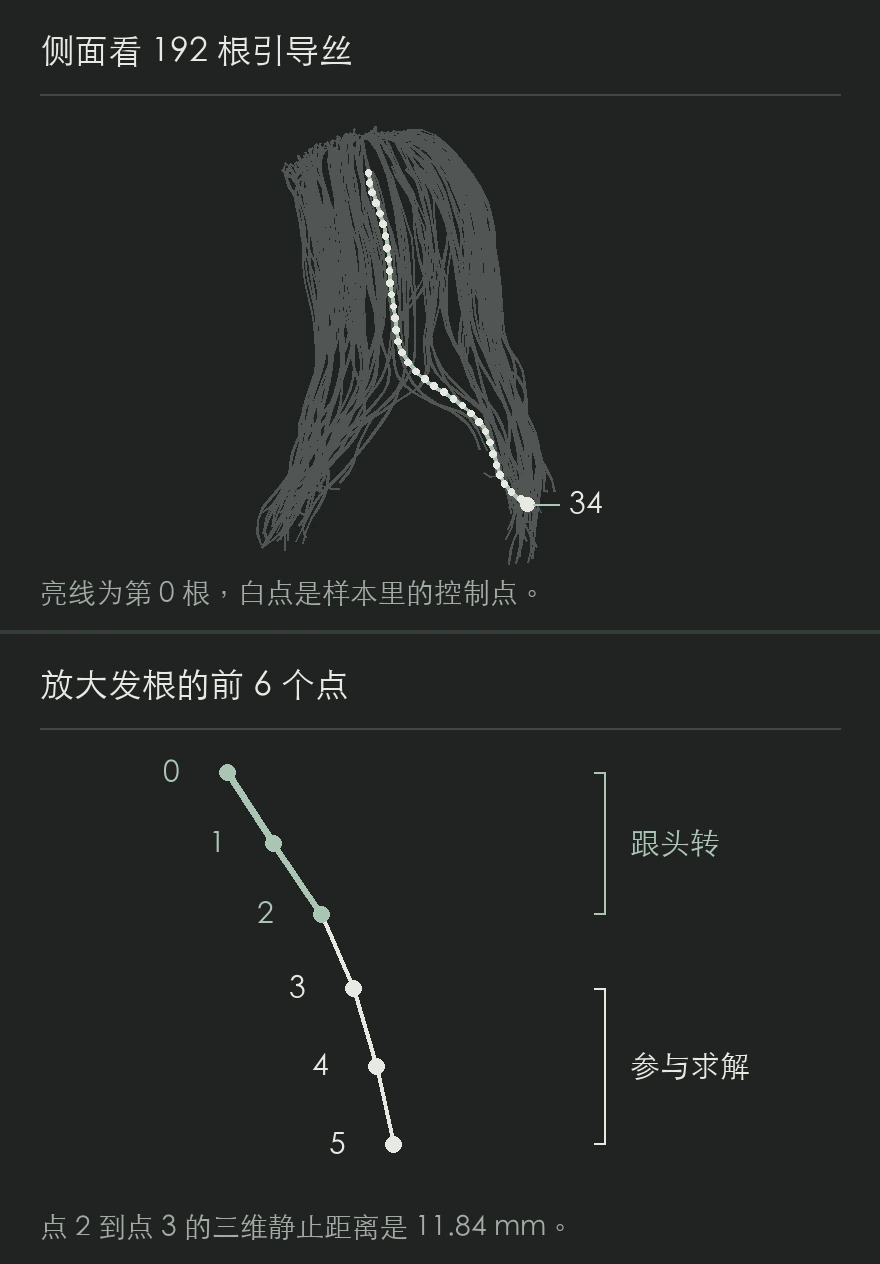 侧面看 192 根引导丝
34
亮线为第 0 根，白点是样本里的控制点。
放大发根的前 6 个点
0
1
跟头转
2
3
4
参与求解
5
点 2 到点 3 的三维静止距离是 11.84 mm。